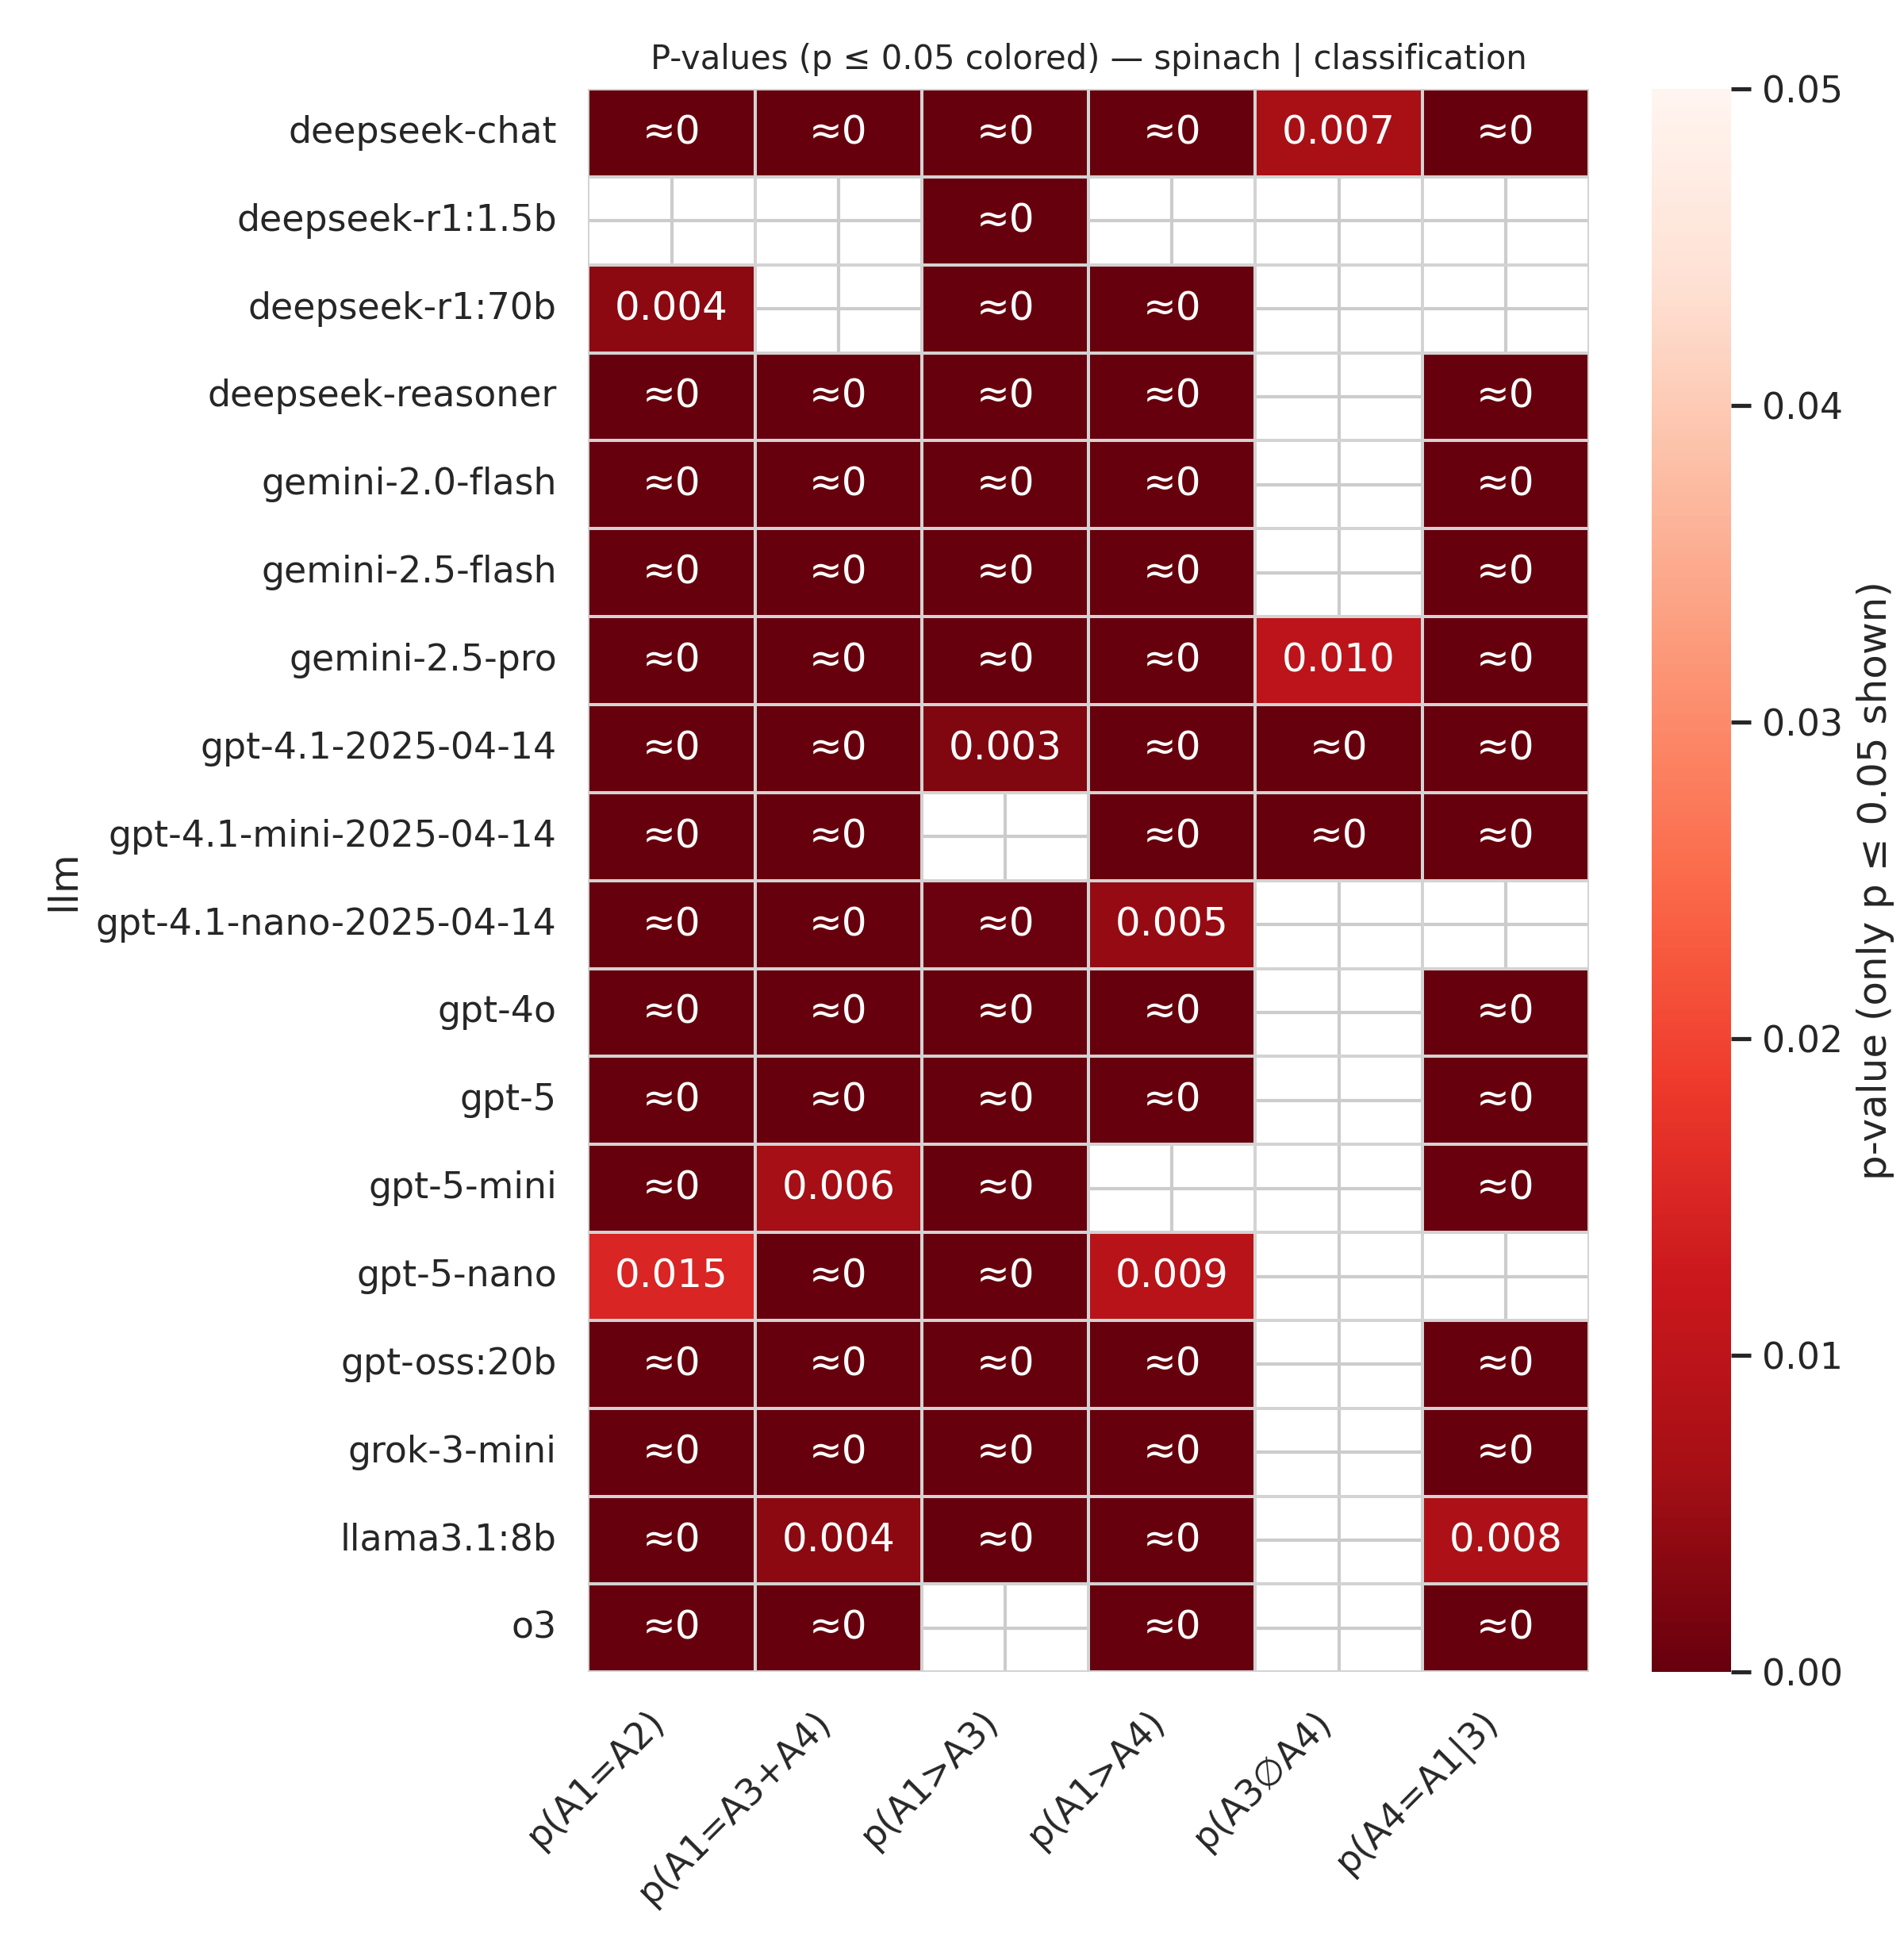 P-values (p ≤ 0.05 colored) — spinach | classification
deepseek-chat ≈0 ≈0 ≈0 ≈0 0.007 ≈0
deepseek-r1:1.5b ≈0
deepseek-r1:70b 0.004 ≈0 ≈0
deepseek-reasoner ≈0 ≈0 ≈0 ≈0 ≈0
gemini-2.0-flash ≈0 ≈0 ≈0 ≈0 ≈0
gemini-2.5-flash ≈0 ≈0 ≈0 ≈0 ≈0
gemini-2.5-pro ≈0 ≈0 ≈0 ≈0 0.010 ≈0
gpt-4.1-2025-04-14 ≈0 ≈0 0.003 ≈0 ≈0 ≈0
gpt-4.1-mini-2025-04-14 ≈0 ≈0 ≈0 ≈0 ≈0
gpt-4.1-nano-2025-04-14 ≈0 ≈0 ≈0 0.005
gpt-4o ≈0 ≈0 ≈0 ≈0 ≈0
gpt-5 ≈0 ≈0 ≈0 ≈0 ≈0
gpt-5-mini ≈0 0.006 ≈0 ≈0
gpt-5-nano 0.015 ≈0 ≈0 0.009
gpt-oss:20b ≈0 ≈0 ≈0 ≈0 ≈0
grok-3-mini ≈0 ≈0 ≈0 ≈0 ≈0
llama3.1:8b ≈0 0.004 ≈0 ≈0 0.008
o3 ≈0 ≈0 ≈0 ≈0
llm
p(A1=A2)
p(A1=A3+A4)
p(A1>A3)
p(A1>A4)
p(A3∅A4)
p(A4=A1|3)
0.05
0.04
0.03
0.02
0.01
0.00
p-value (only p ≤ 0.05 shown)